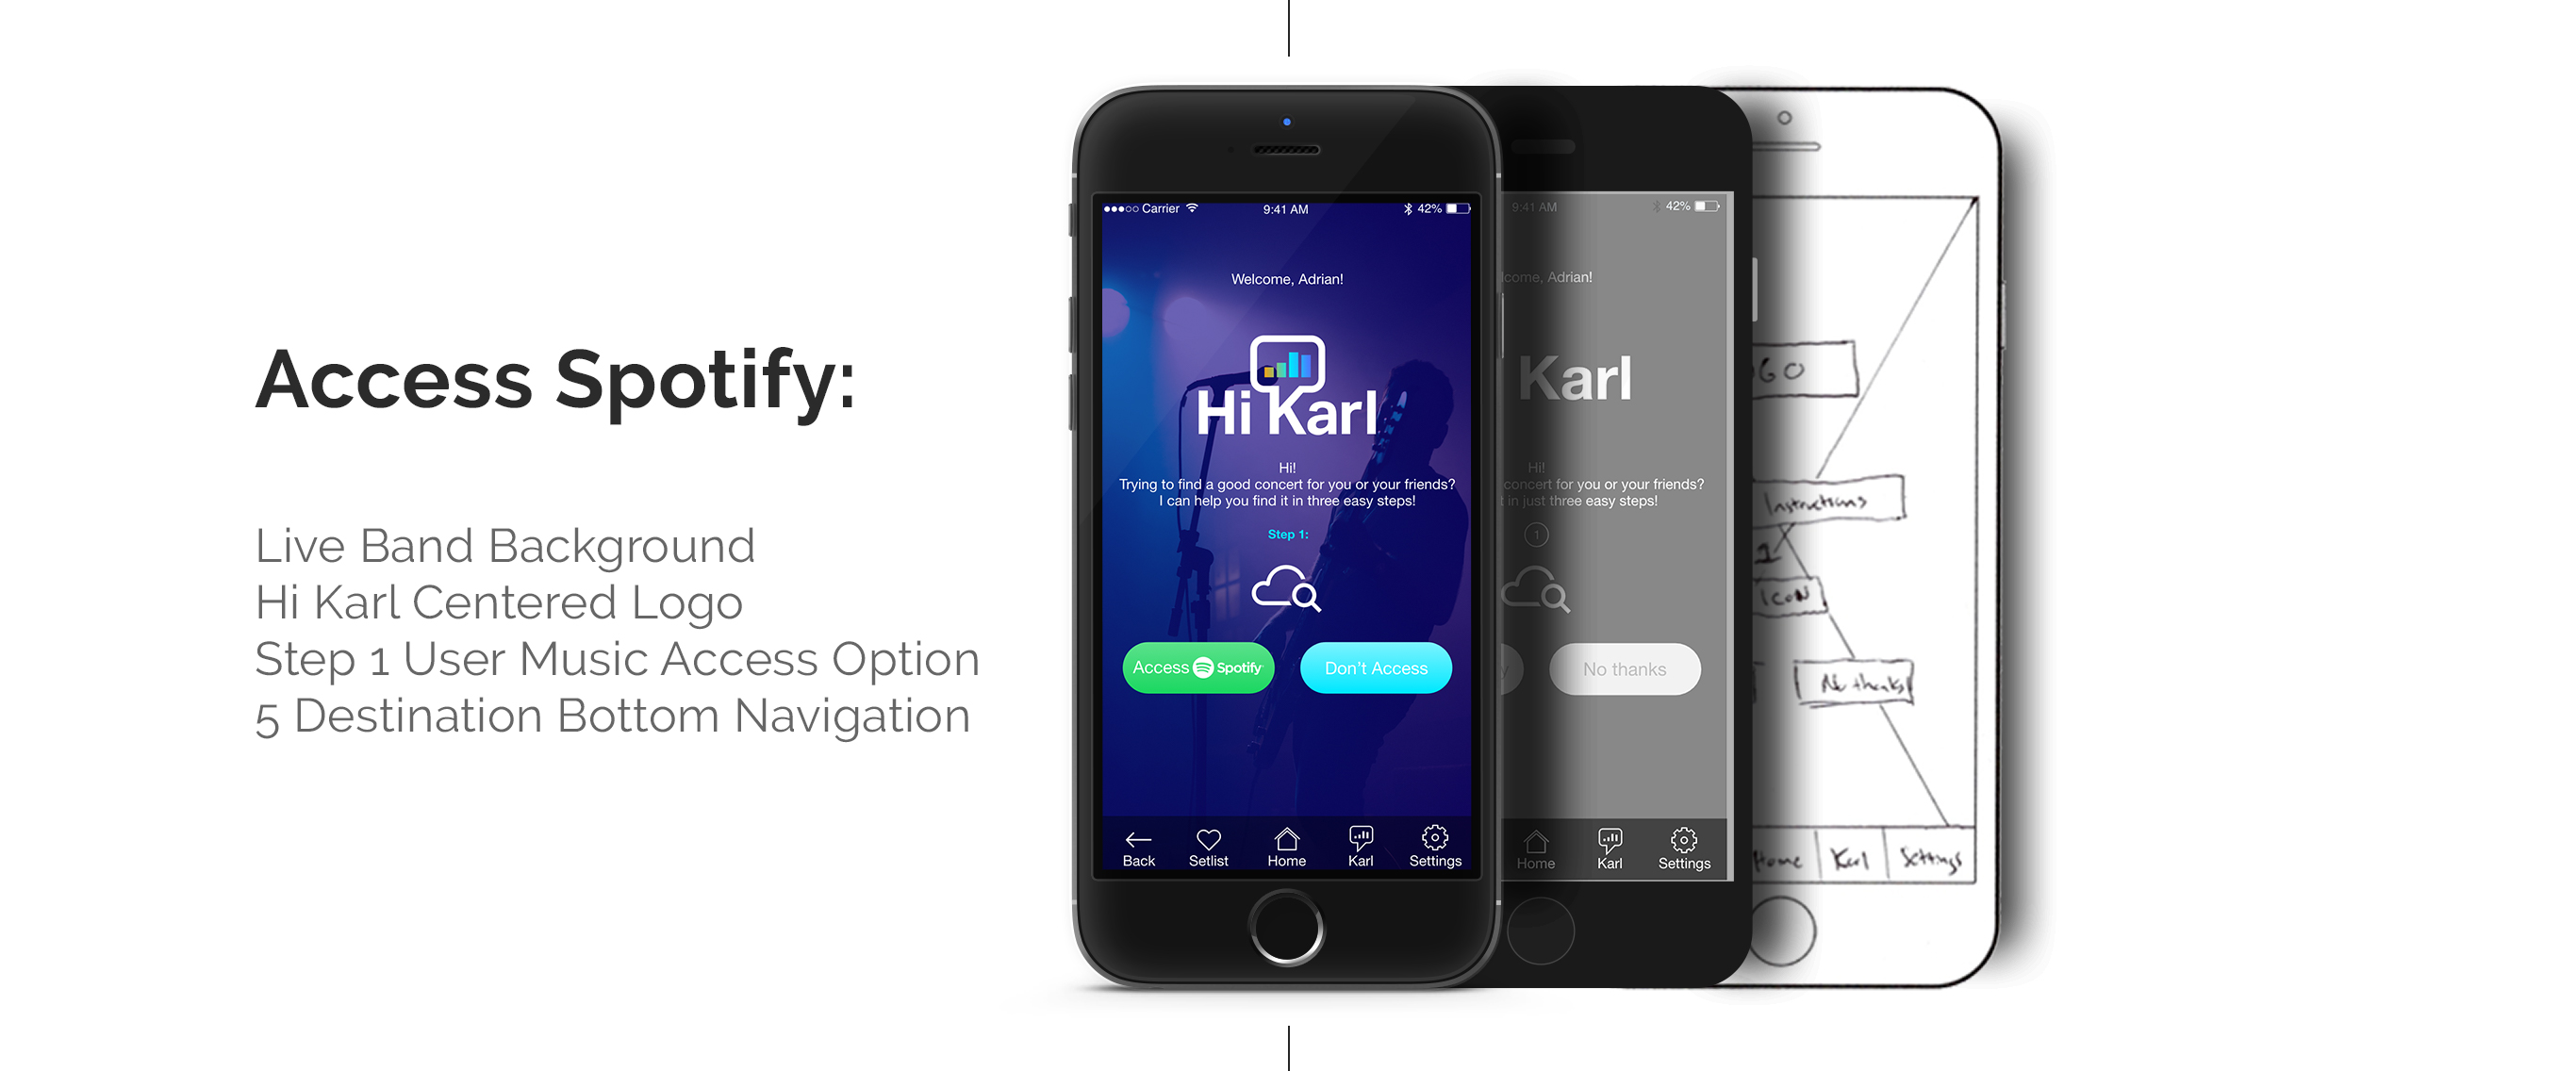 Access Spotify:
Live Band Background
Hi Karl Centered Logo
Step 1 User Music Access Option
5 Destination Bottom Navigation
Carrier 9:41 AM 42%
Welcome, Adrian!
Hi Karl
Hi!
Trying to find a good concert for you or your friends?
I can help you find it in three easy steps!
Step 1:
Access Spotify
Don't Access
Back Setlist Home Karl Settings
9:41 AM 42%
come, Adrian!
Karl
Hi!
concert for you or your friends?
t in just three easy steps!
1
y
No thanks
Home Karl Settings
GO
Instructions
1
ICON
No thanks
Home Karl Settings